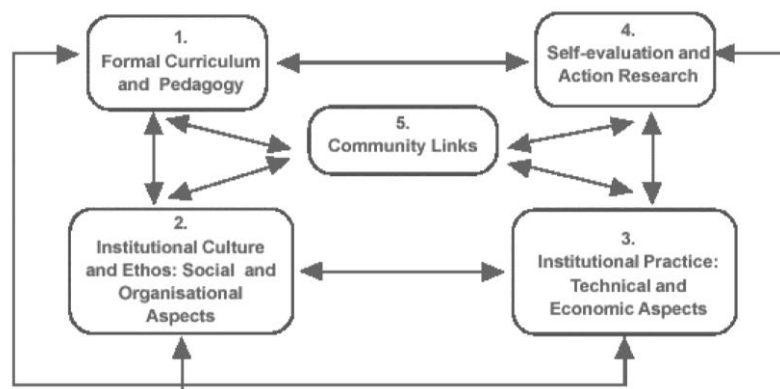 1.
Formal Curriculum
and Pedagogy
4.
Self-evaluation and
Action Research
5.
Community Links
2.
Institutional Culture
and Ethos: Social and
Organisational
Aspects
3.
Institutional Practice:
Technical and
Economic Aspects